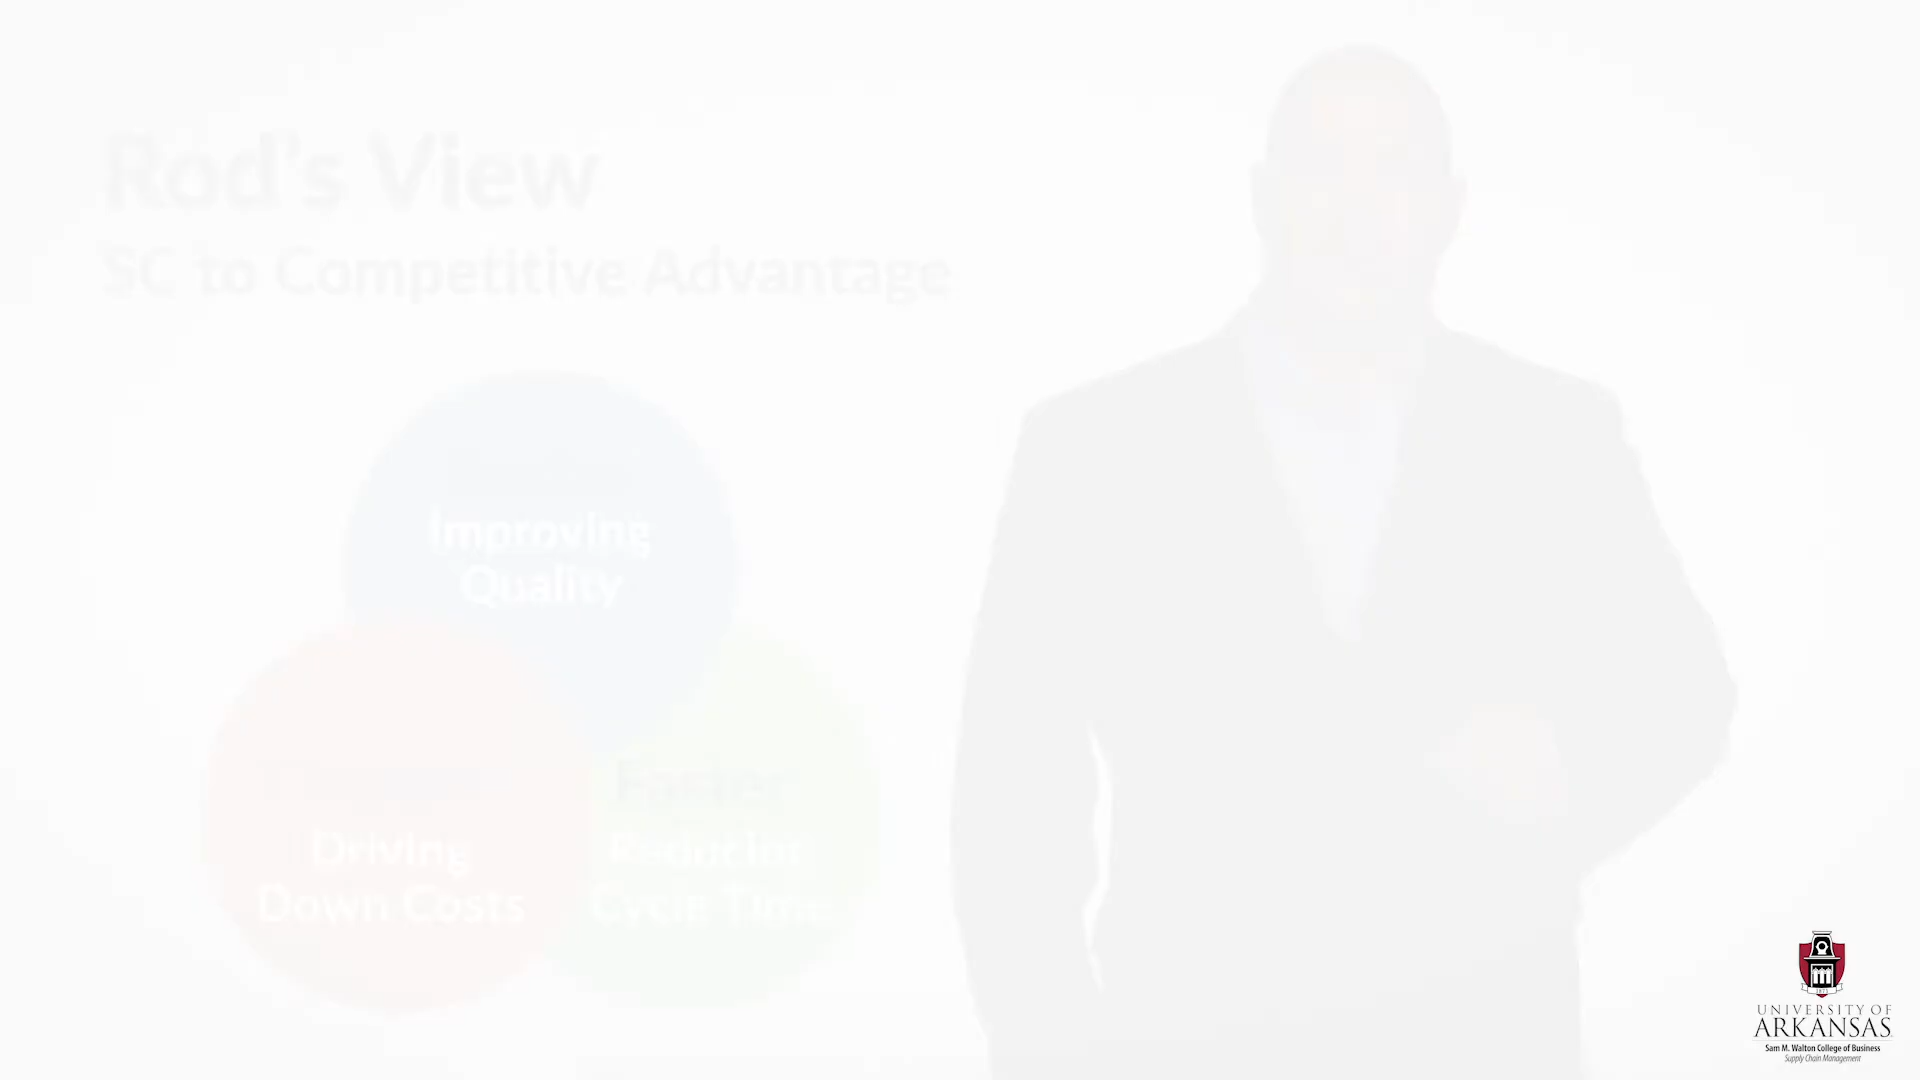 Rod's View
SC to Competitive Advantage
Improving
Quality
Driving
Down Costs
Faster
Cycle Time
1871
UNIVERSITY OF
ARKANSAS
Sam M. Walton College of Business
Supply Chain Management